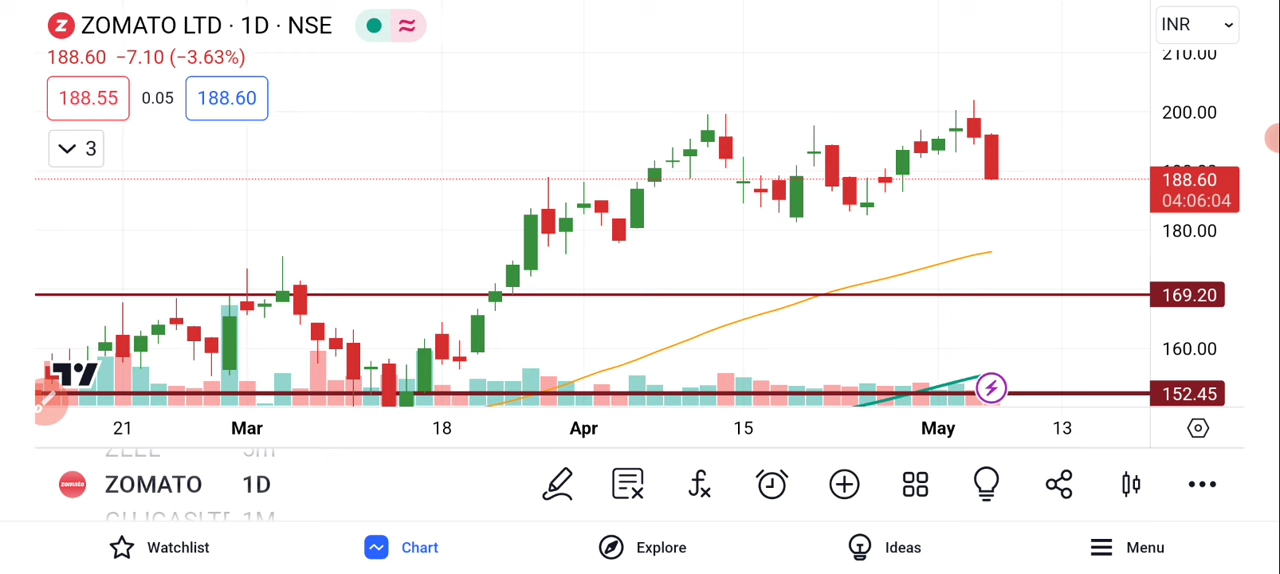 ZOMATO LTD · 1D · NSE
INR
188.60 −7.10 (−3.63%)
188.55 0.05 188.60
3
210.00
200.00
188.60
04:06:04
180.00
169.20
160.00
152.45
21 Mar 18 Apr 15 May 13
zomato ZOMATO 1D
Watchlist Chart Explore Ideas Menu